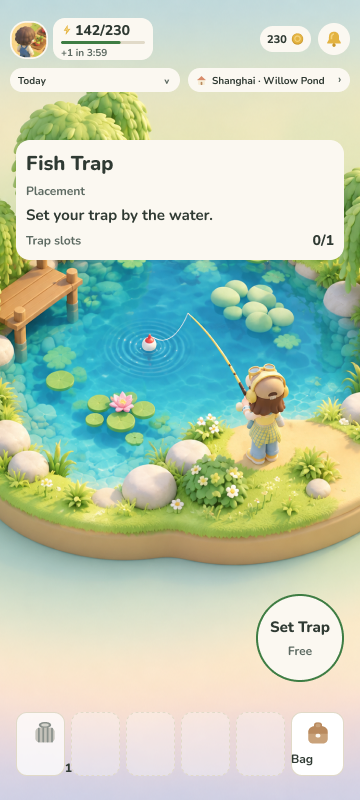 142/230
+1 in 3:59
230
Today
Shanghai · Willow Pond
Fish Trap
Placement
Set your trap by the water.
Trap slots 0/1
Set Trap
Free
1
Bag